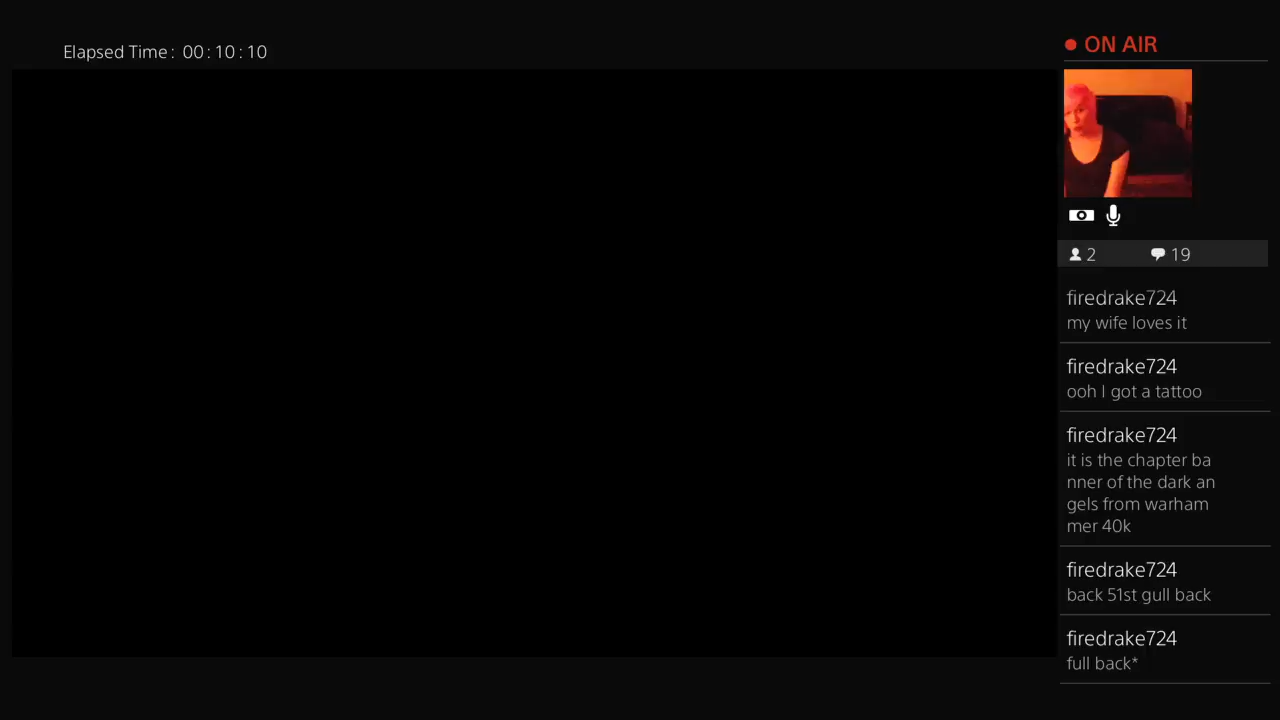 Elapsed Time: 00:10:10
ON AIR
2 19
firedrake724
my wife loves it
firedrake724
ooh I got a tattoo
firedrake724
it is the chapter ba
nner of the dark an
gels from warham
mer 40k
firedrake724
back 51st gull back
firedrake724
full back*